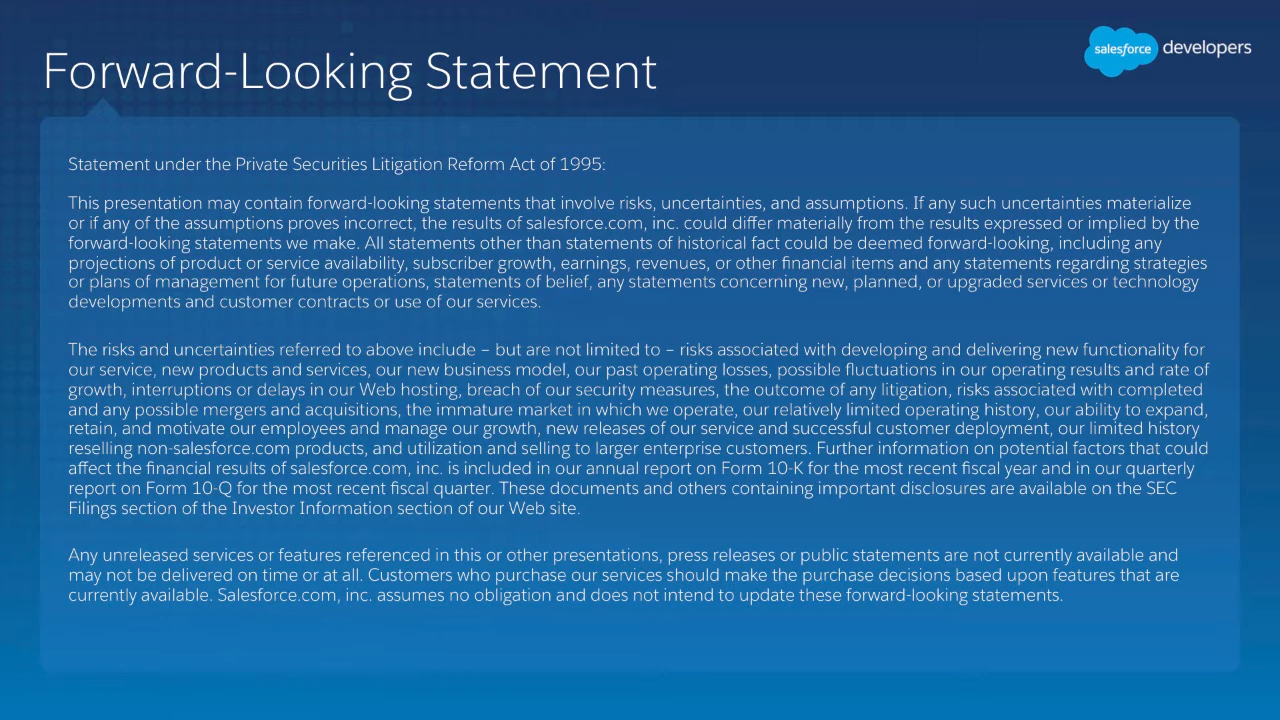 Forward-Looking Statement
salesforce developers
Statement under the Private Securities Litigation Reform Act of 1995:
This presentation may contain forward-looking statements that involve risks, uncertainties, and assumptions. If any such uncertainties materialize
or if any of the assumptions proves incorrect, the results of salesforce.com, inc. could differ materially from the results expressed or implied by the
forward-looking statements we make. All statements other than statements of historical fact could be deemed forward-looking, including any
projections of product or service availability, subscriber growth, earnings, revenues, or other financial items and any statements regarding strategies
or plans of management for future operations, statements of belief, any statements concerning new, planned, or upgraded services or technology
developments and customer contracts or use of our services.
The risks and uncertainties referred to above include – but are not limited to – risks associated with developing and delivering new functionality for
our service, new products and services, our new business model, our past operating losses, possible fluctuations in our operating results and rate of
growth, interruptions or delays in our Web hosting, breach of our security measures, the outcome of any litigation, risks associated with completed
and any possible mergers and acquisitions, the immature market in which we operate, our relatively limited operating history, our ability to expand,
retain, and motivate our employees and manage our growth, new releases of our service and successful customer deployment, our limited history
reselling non-salesforce.com products, and utilization and selling to larger enterprise customers. Further information on potential factors that could
affect the financial results of salesforce.com, inc. is included in our annual report on Form 10-K for the most recent fiscal year and in our quarterly
report on Form 10-Q for the most recent fiscal quarter. These documents and others containing important disclosures are available on the SEC
Filings section of the Investor Information section of our Web site.
Any unreleased services or features referenced in this or other presentations, press releases or public statements are not currently available and
may not be delivered on time or at all. Customers who purchase our services should make the purchase decisions based upon features that are
currently available. Salesforce.com, inc. assumes no obligation and does not intend to update these forward-looking statements.